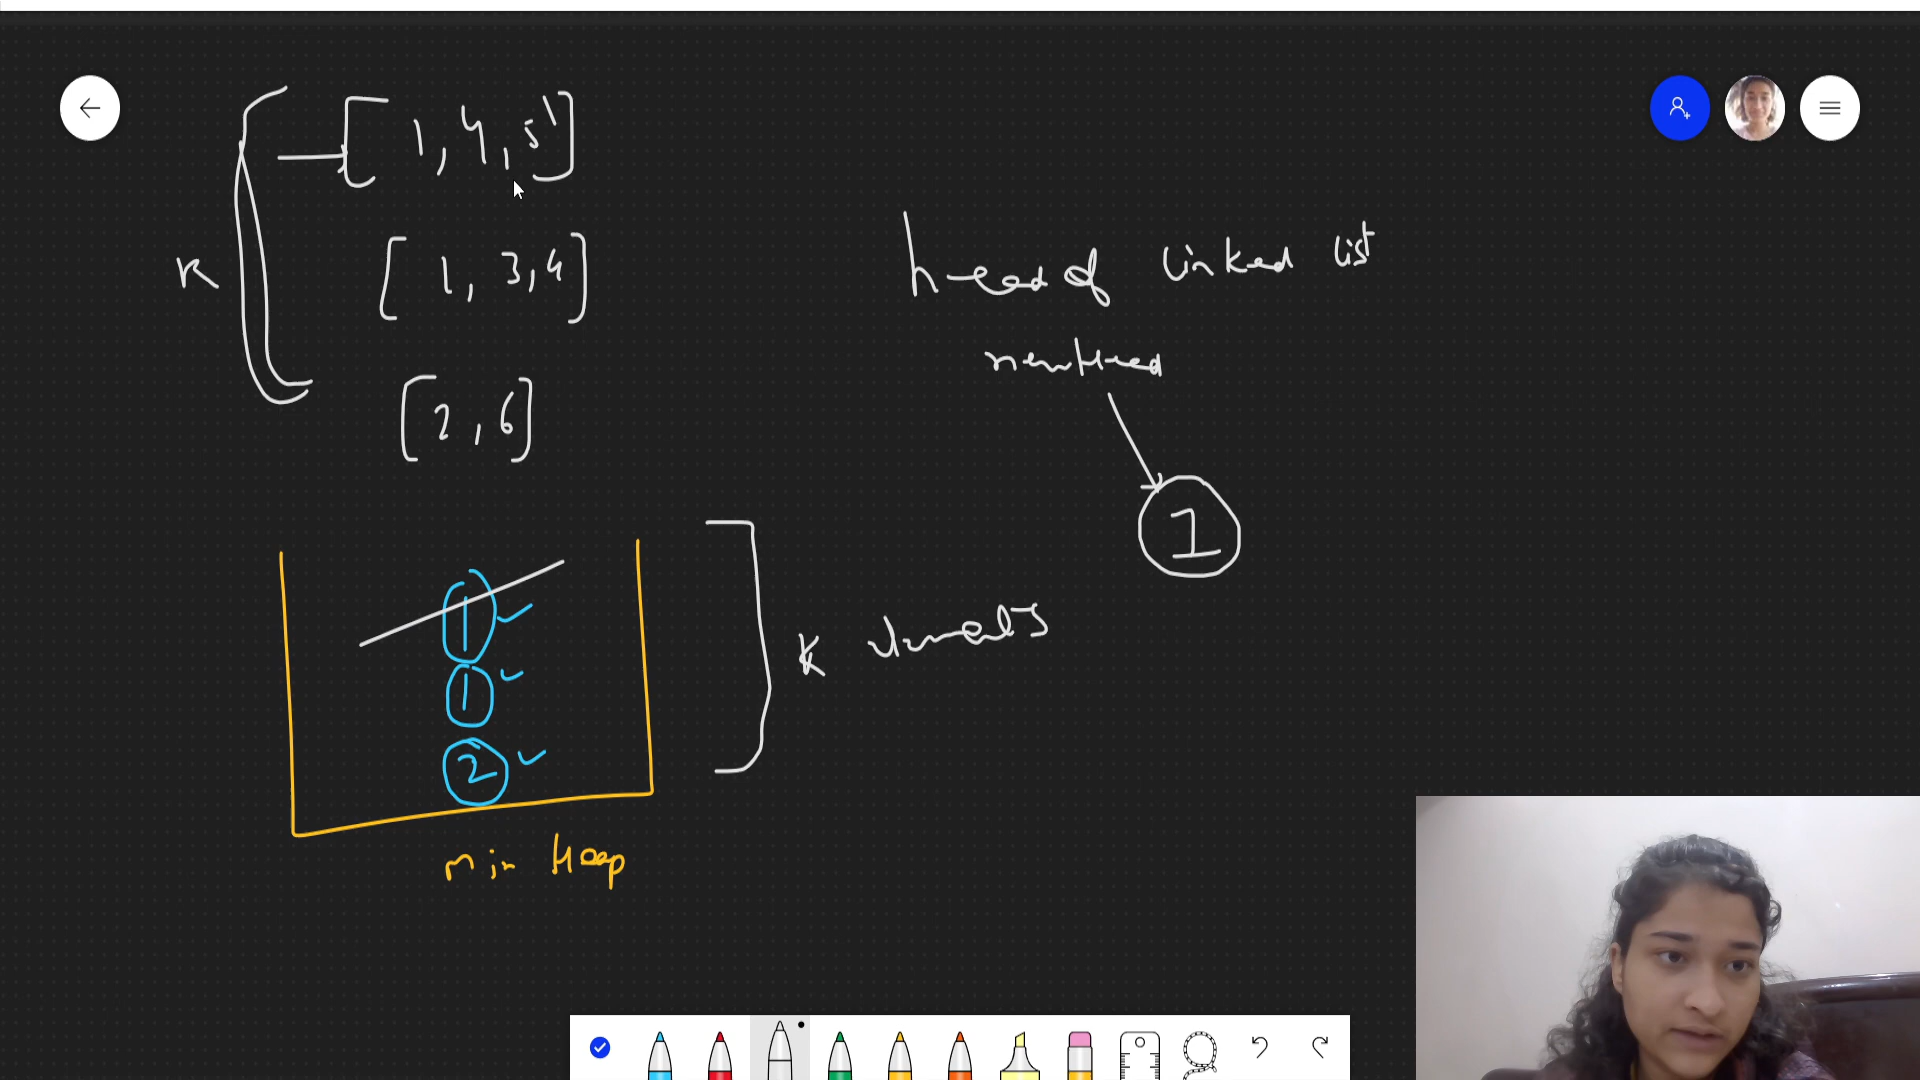 [ 1, 4, 5 ]
K
[ 1, 3, 4 ]
[ 2, 6 ]
head of linked list
newHead
1
1
1
2
K elements
min Heap